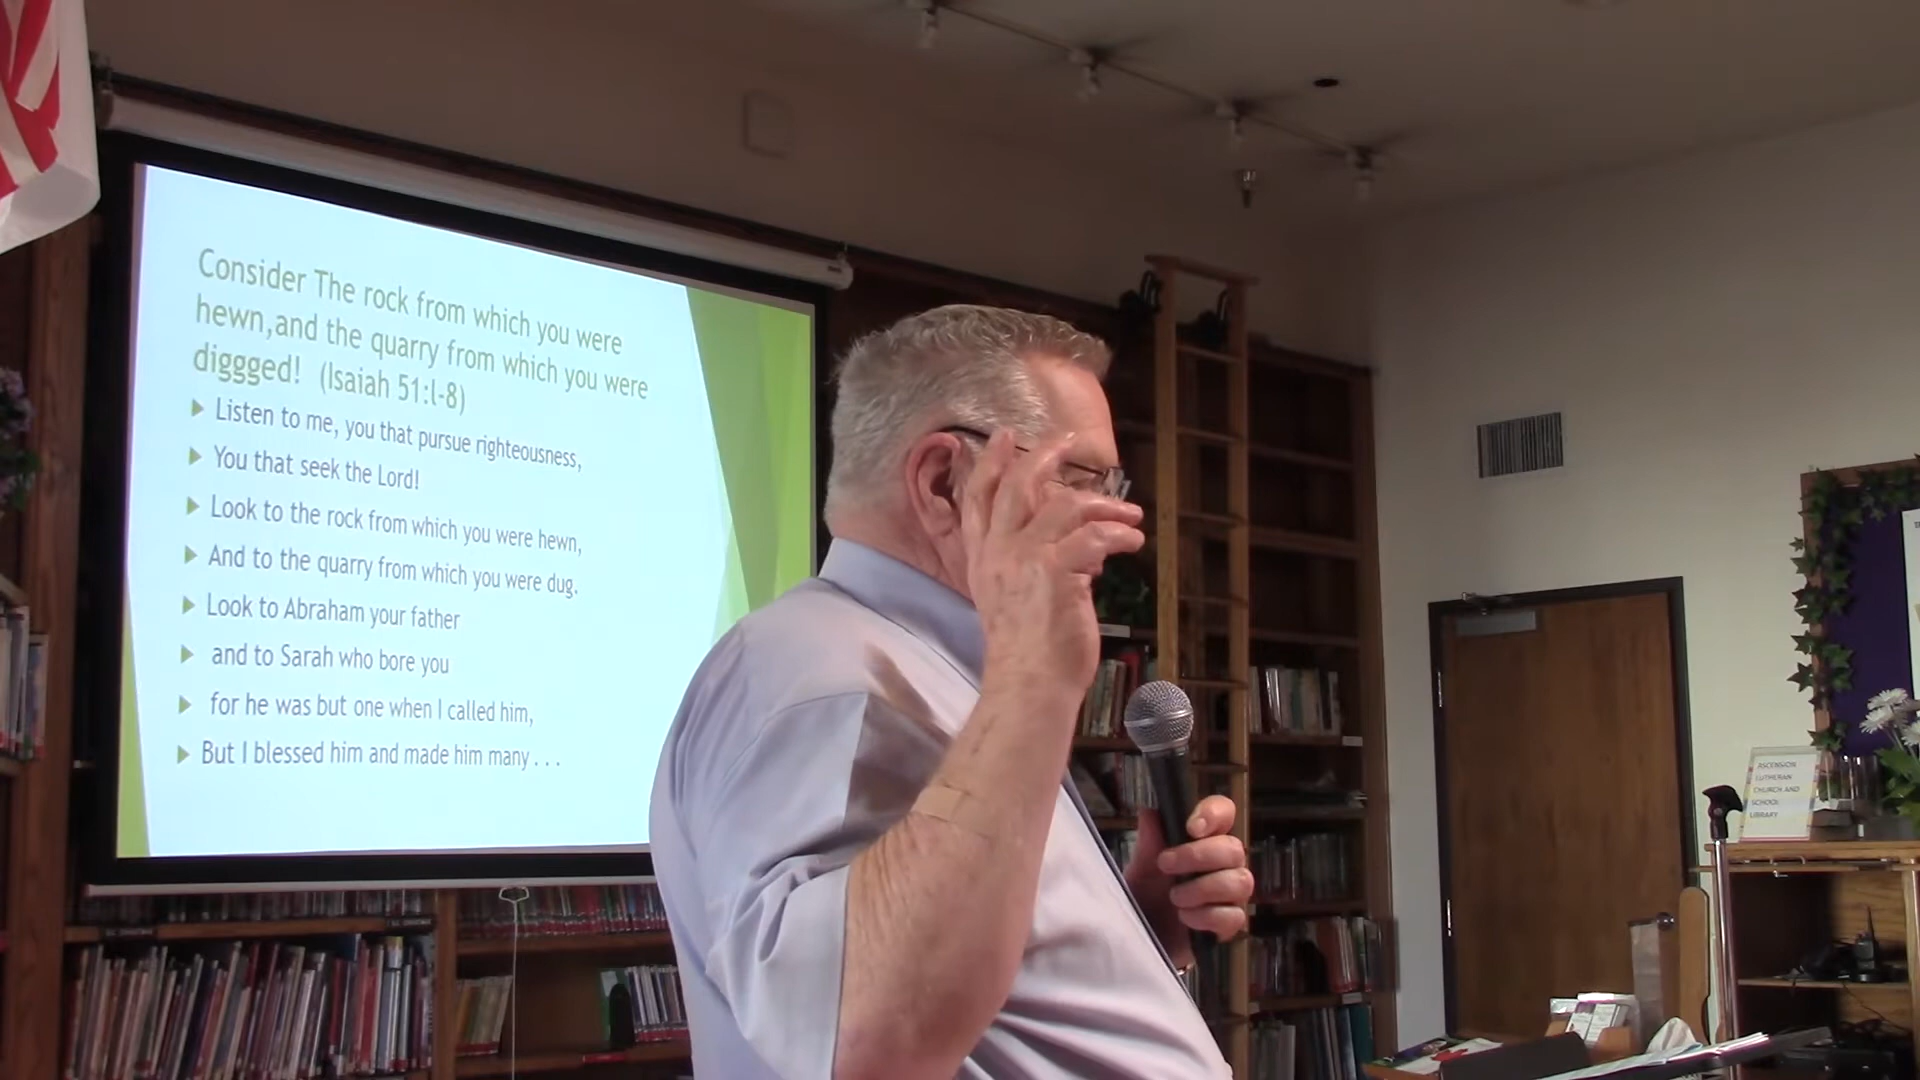 Consider The rock from which you were
hewn,and the quarry from which you were
diggged! (Isaiah 51:l-8)
Listen to me, you that pursue righteousness,
You that seek the Lord!
Look to the rock from which you were hewn,
And to the quarry from which you were dug.
Look to Abraham your father
and to Sarah who bore you
for he was but one when I called him,
But I blessed him and made him many . . .
ASCENSION
LUTHERAN
CHURCH AND
SCHOOL
LIBRARY